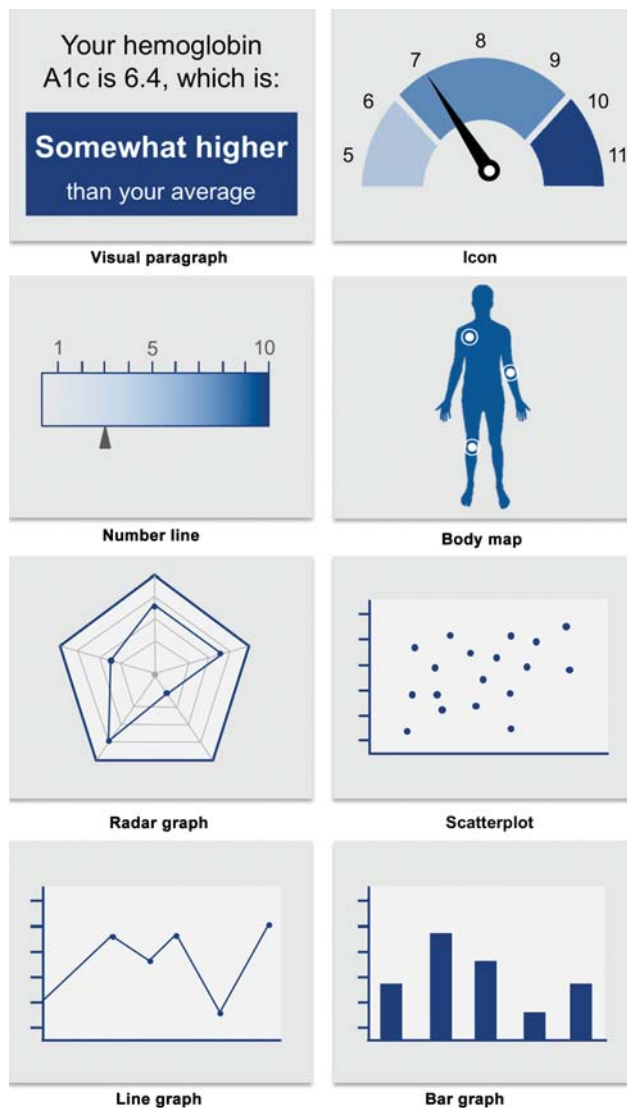 Your hemoglobin
A1c is 6.4, which is:
Somewhat higher
than your average
Visual paragraph
5
6
7
8
9
10
11
Icon
1 5 10
Number line
Body map
Radar graph
Scatterplot
Line graph
Bar graph